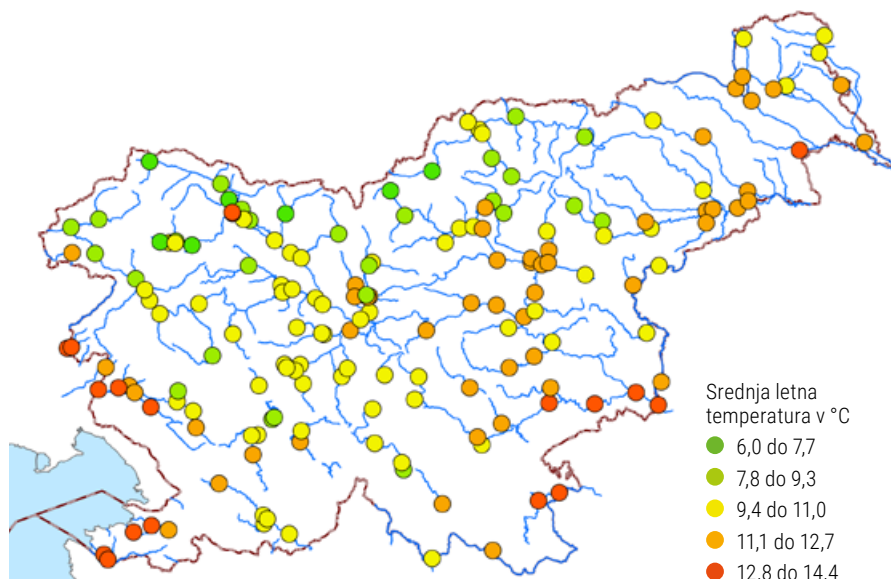 Srednja letna
temperatura v °C
6,0 do 7,7
7,8 do 9,3
9,4 do 11,0
11,1 do 12,7
12,8 do 14,4